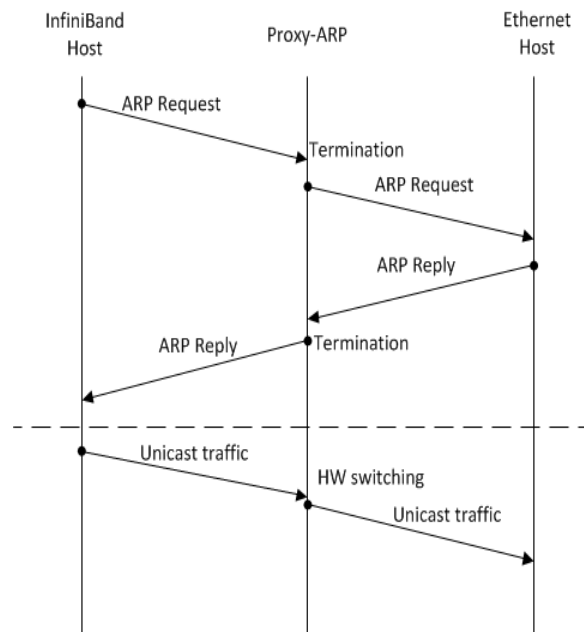 InfiniBand
Host
Proxy-ARP
Ethernet
Host
ARP Request
Termination
ARP Request
ARP Reply
Termination
ARP Reply
Unicast traffic
HW switching
Unicast traffic